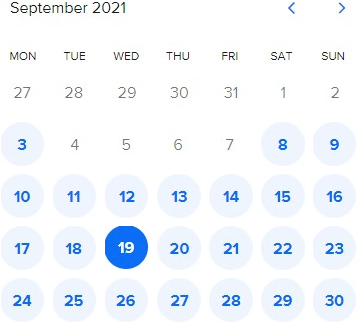 September 2021
MON TUE WED THU FRI SAT SUN
27 28 29 30 31 1 2
3 4 5 6 7 8 9
10 11 12 13 14 15 16
17 18 19 20 21 22 23
24 25 26 27 28 29 30